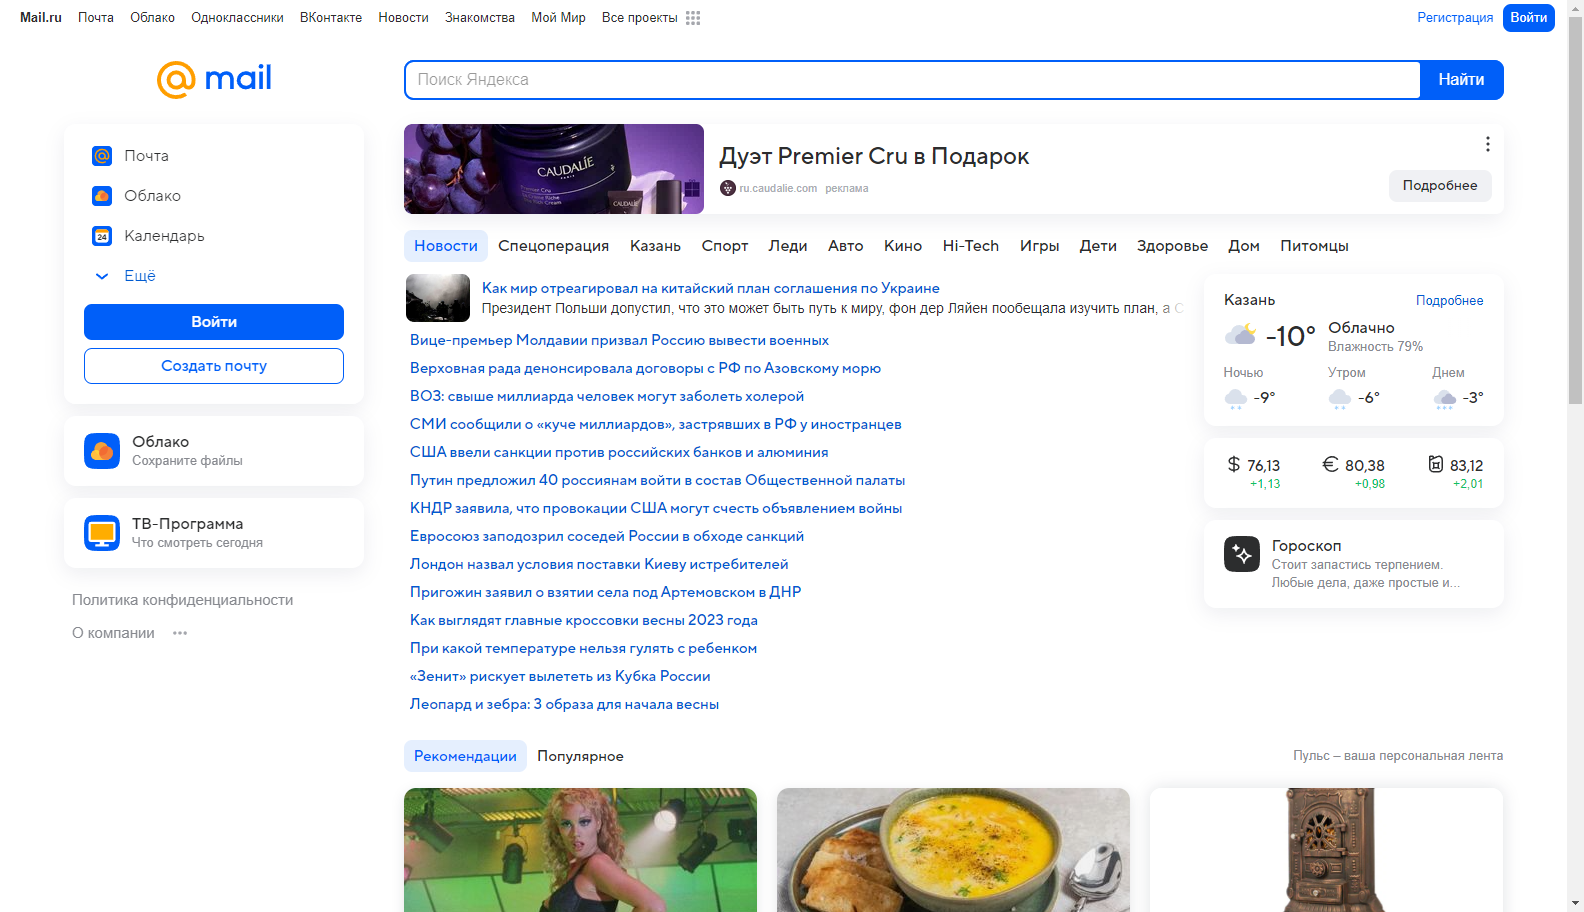 Mail.ru Почта Облако Одноклассники ВКонтакте Новости Знакомства Мой Мир Все проекты
Регистрация Войти
mail
Поиск Яндекса Найти
Почта
Облако
24 Календарь
Ещё
Войти
Создать почту
Облако
Сохраните файлы
ТВ-Программа
Что смотреть сегодня
Политика конфиденциальности
О компании
CAUDALÍE
PARIS
Premier Cru
CAUDALÍE
Дуэт Premier Cru в Подарок
ru.caudalie.com реклама
Подробнее
Новости Спецоперация Казань Спорт Леди Авто Кино Hi-Tech Игры Дети Здоровье Дом Питомцы
Как мир отреагировал на китайский план соглашения по Украине
Президент Польши допустил, что это может быть путь к миру, фон дер Ляйен пообещала изучить план, а С
Вице-премьер Молдавии призвал Россию вывести военных
Верховная рада денонсировала договоры с РФ по Азовскому морю
ВОЗ: свыше миллиарда человек могут заболеть холерой
СМИ сообщили о «куче миллиардов», застрявших в РФ у иностранцев
США ввели санкции против российских банков и алюминия
Путин предложил 40 россиянам войти в состав Общественной палаты
КНДР заявила, что провокации США могут счесть объявлением войны
Евросоюз заподозрил соседей России в обходе санкций
Лондон назвал условия поставки Киеву истребителей
Пригожин заявил о взятии села под Артемовском в ДНР
Как выглядят главные кроссовки весны 2023 года
При какой температуре нельзя гулять с ребенком
«Зенит» рискует вылететь из Кубка России
Леопард и зебра: 3 образа для начала весны
Казань Подробнее
-10° Облачно
Влажность 79%
Ночью Утром Днем
-9° -6° -3°
$ 76,13 € 80,38 83,12
+1,13 +0,98 +2,01
Гороскоп
Стоит запастись терпением.
Любые дела, даже простые и...
Рекомендации Популярное
Пульс – ваша персональная лента